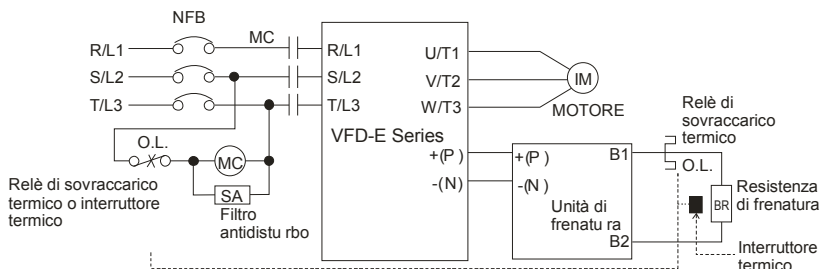 NFB
R/L1
MC
R/L1
U/T1
S/L2
S/L2
V/T2
IM
T/L3
T/L3
W/T3
MOTORE
VFD-E Series
Relè di
sovraccarico
termico
O.L.
O.L.
MC
+(P )
+(P )
B1
-(N)
-(N )
SA
Relè di sovraccarico
termico o interruttore
termico
Filtro
antidistu rbo
Unità di
frenatu ra
B2
BR
Resistenza
di frenatura
Interruttore
termico